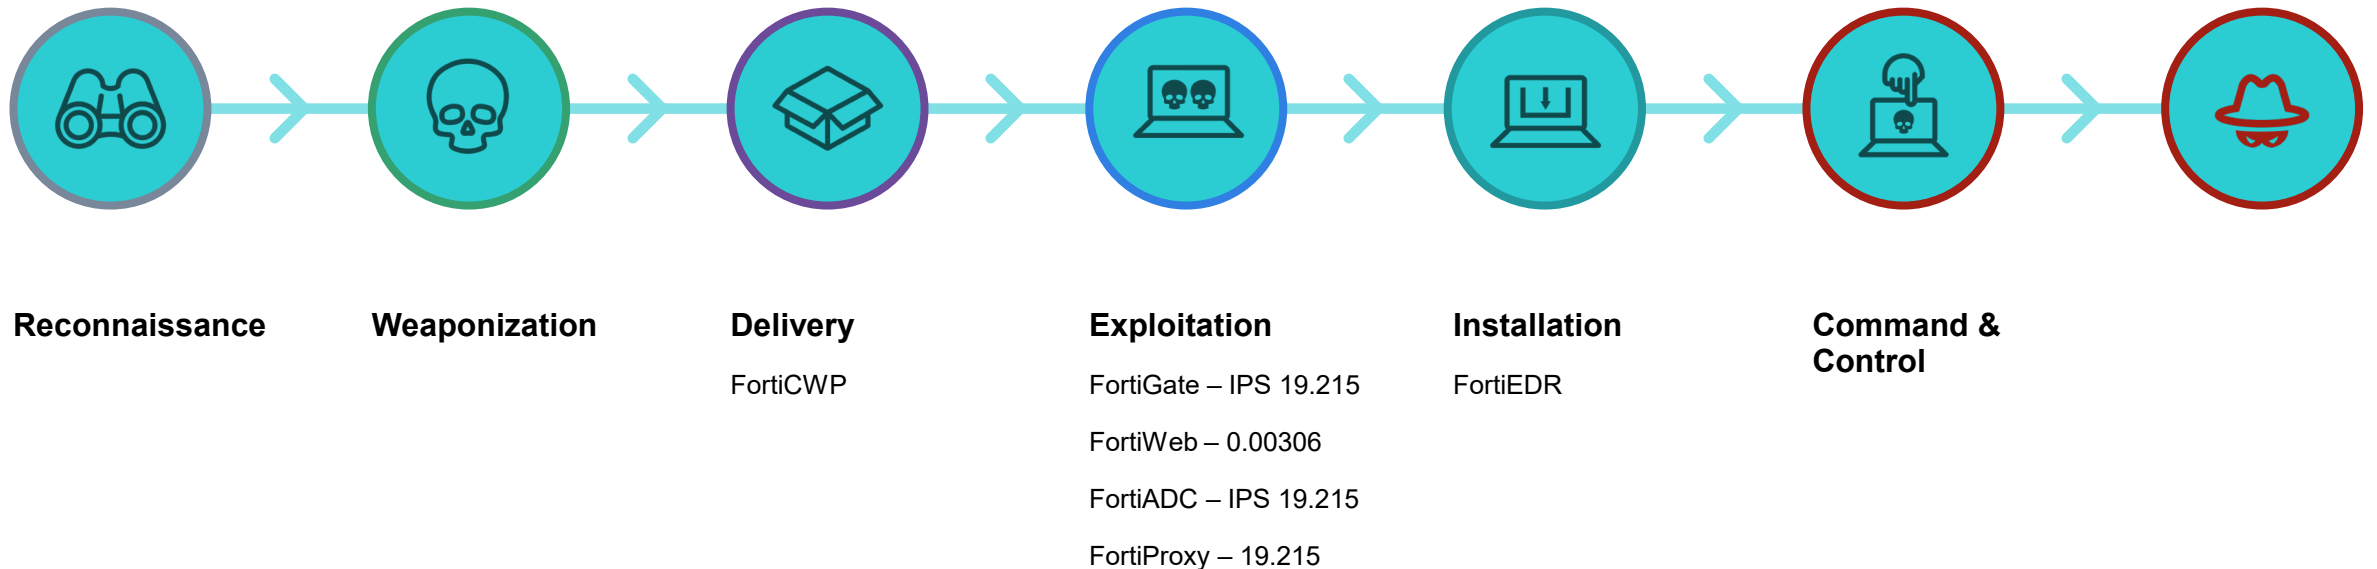 Reconnaissance
Weaponization
Delivery
FortiCWP
Exploitation
FortiGate – IPS 19.215
FortiWeb – 0.00306
FortiADC – IPS 19.215
FortiProxy – 19.215
Installation
FortiEDR
Command &
Control